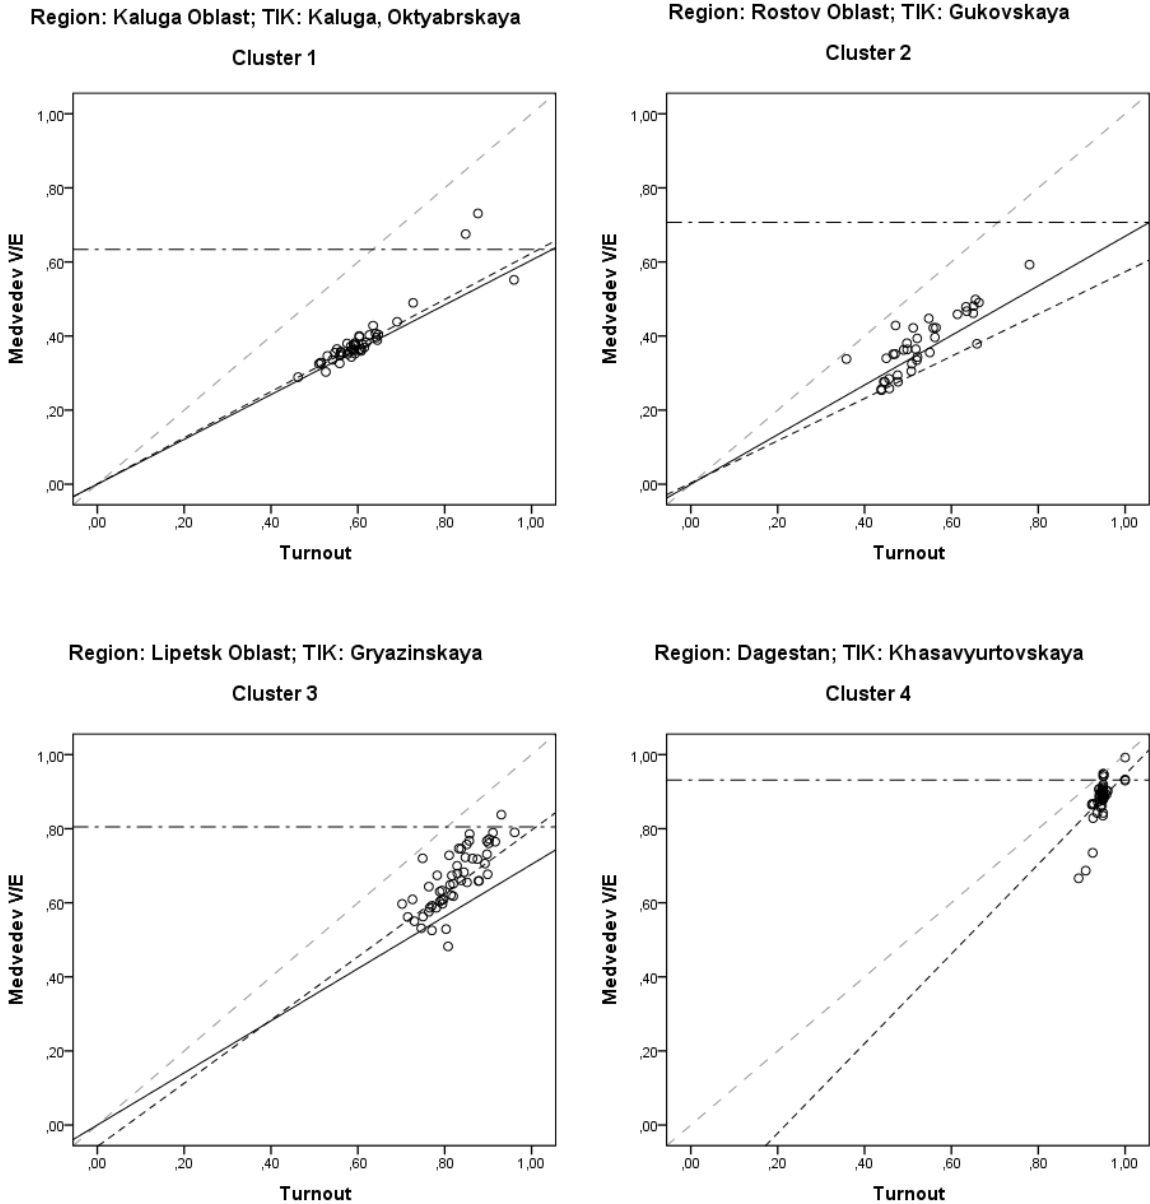 Region: Kaluga Oblast; TIK: Kaluga, Oktyabrskaya
Cluster 1
Medvedev V/E
1,00
,80
,60
,40
,20
,00
,00 ,20 ,40 ,60 ,80 1,00
Turnout
Region: Rostov Oblast; TIK: Gukovskaya
Cluster 2
Medvedev V/E
1,00
,80
,60
,40
,20
,00
,00 ,20 ,40 ,60 ,80 1,00
Turnout
Region: Lipetsk Oblast; TIK: Gryazinskaya
Cluster 3
Medvedev V/E
1,00
,80
,60
,40
,20
,00
,00 ,20 ,40 ,60 ,80 1,00
Turnout
Region: Dagestan; TIK: Khasavyurtovskaya
Cluster 4
Medvedev V/E
1,00
,80
,60
,40
,20
,00
,00 ,20 ,40 ,60 ,80 1,00
Turnout